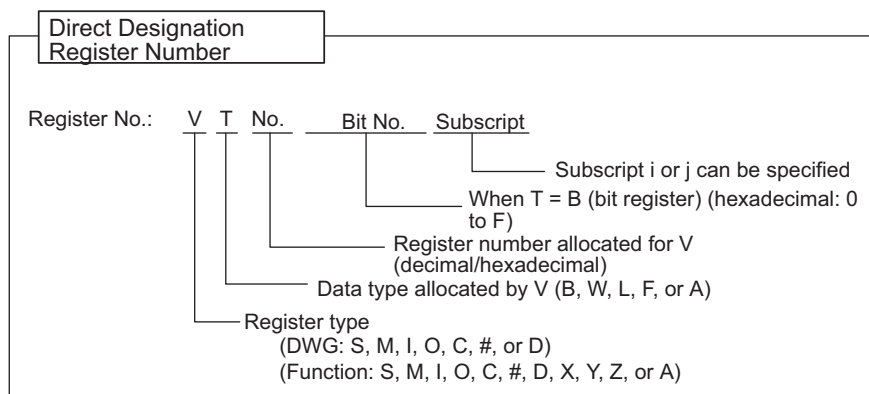 Direct Designation
Register Number
Register No.: V T No. Bit No. Subscript
Subscript i or j can be specified
When T = B (bit register) (hexadecimal: 0
to F)
Register number allocated for V
(decimal/hexadecimal)
Data type allocated by V (B, W, L, F, or A)
Register type
(DWG: S, M, I, O, C, #, or D)
(Function: S, M, I, O, C, #, D, X, Y, Z, or A)